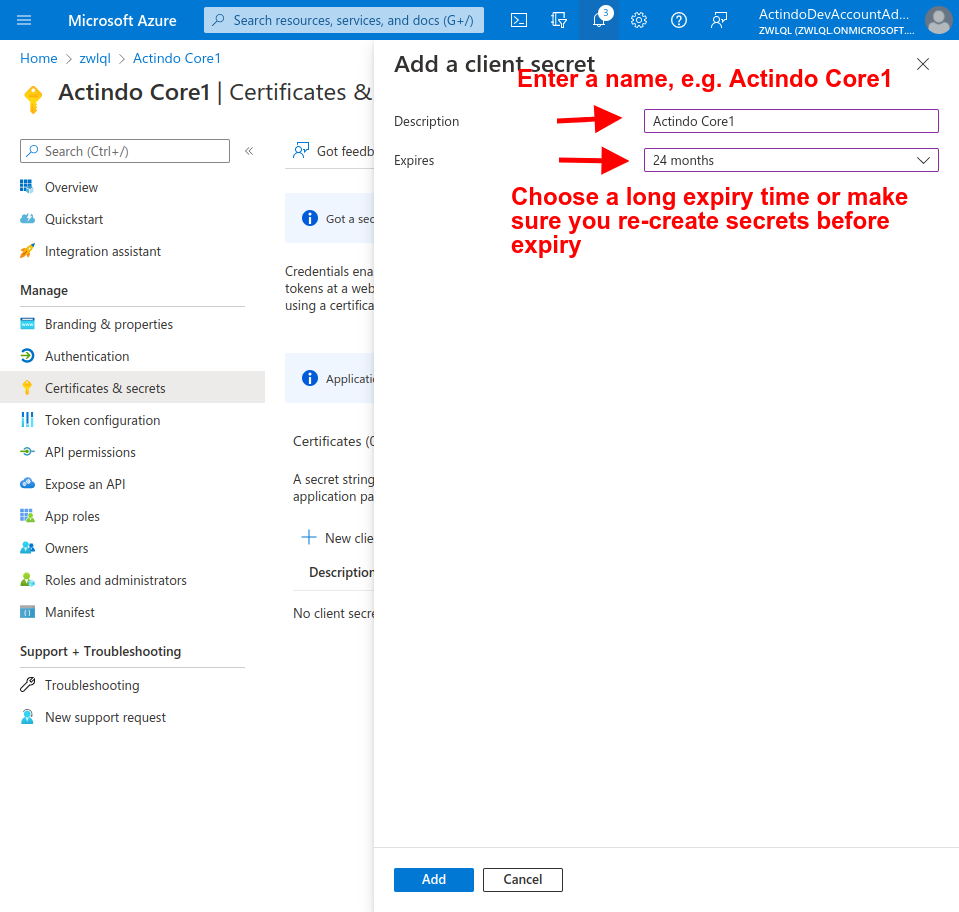 Microsoft Azure
Search resources, services, and docs (G+/)
3
ActindoDevAccountAd...
ZWLQL (ZWLQL.ONMICROSOFT....
Home > zwlql > Actindo Core1
Actindo Core1 | Certificates &
Search (Ctrl+/)
«
Overview
Quickstart
Integration assistant
Manage
Branding & properties
Authentication
Certificates & secrets
Token configuration
API permissions
Expose an API
App roles
Owners
Roles and administrators
Manifest
Support + Troubleshooting
Troubleshooting
New support request
Got feedb
Got a sec
Credentials ena
tokens at a web
using a certifica
Applicati
Certificates (0
A secret string
application pa
New clie
Description
No client secre
Add a client secret
Enter a name, e.g. Actindo Core1
Description
Actindo Core1
Expires
24 months
Choose a long expiry time or make
sure you re-create secrets before
expiry
Add
Cancel